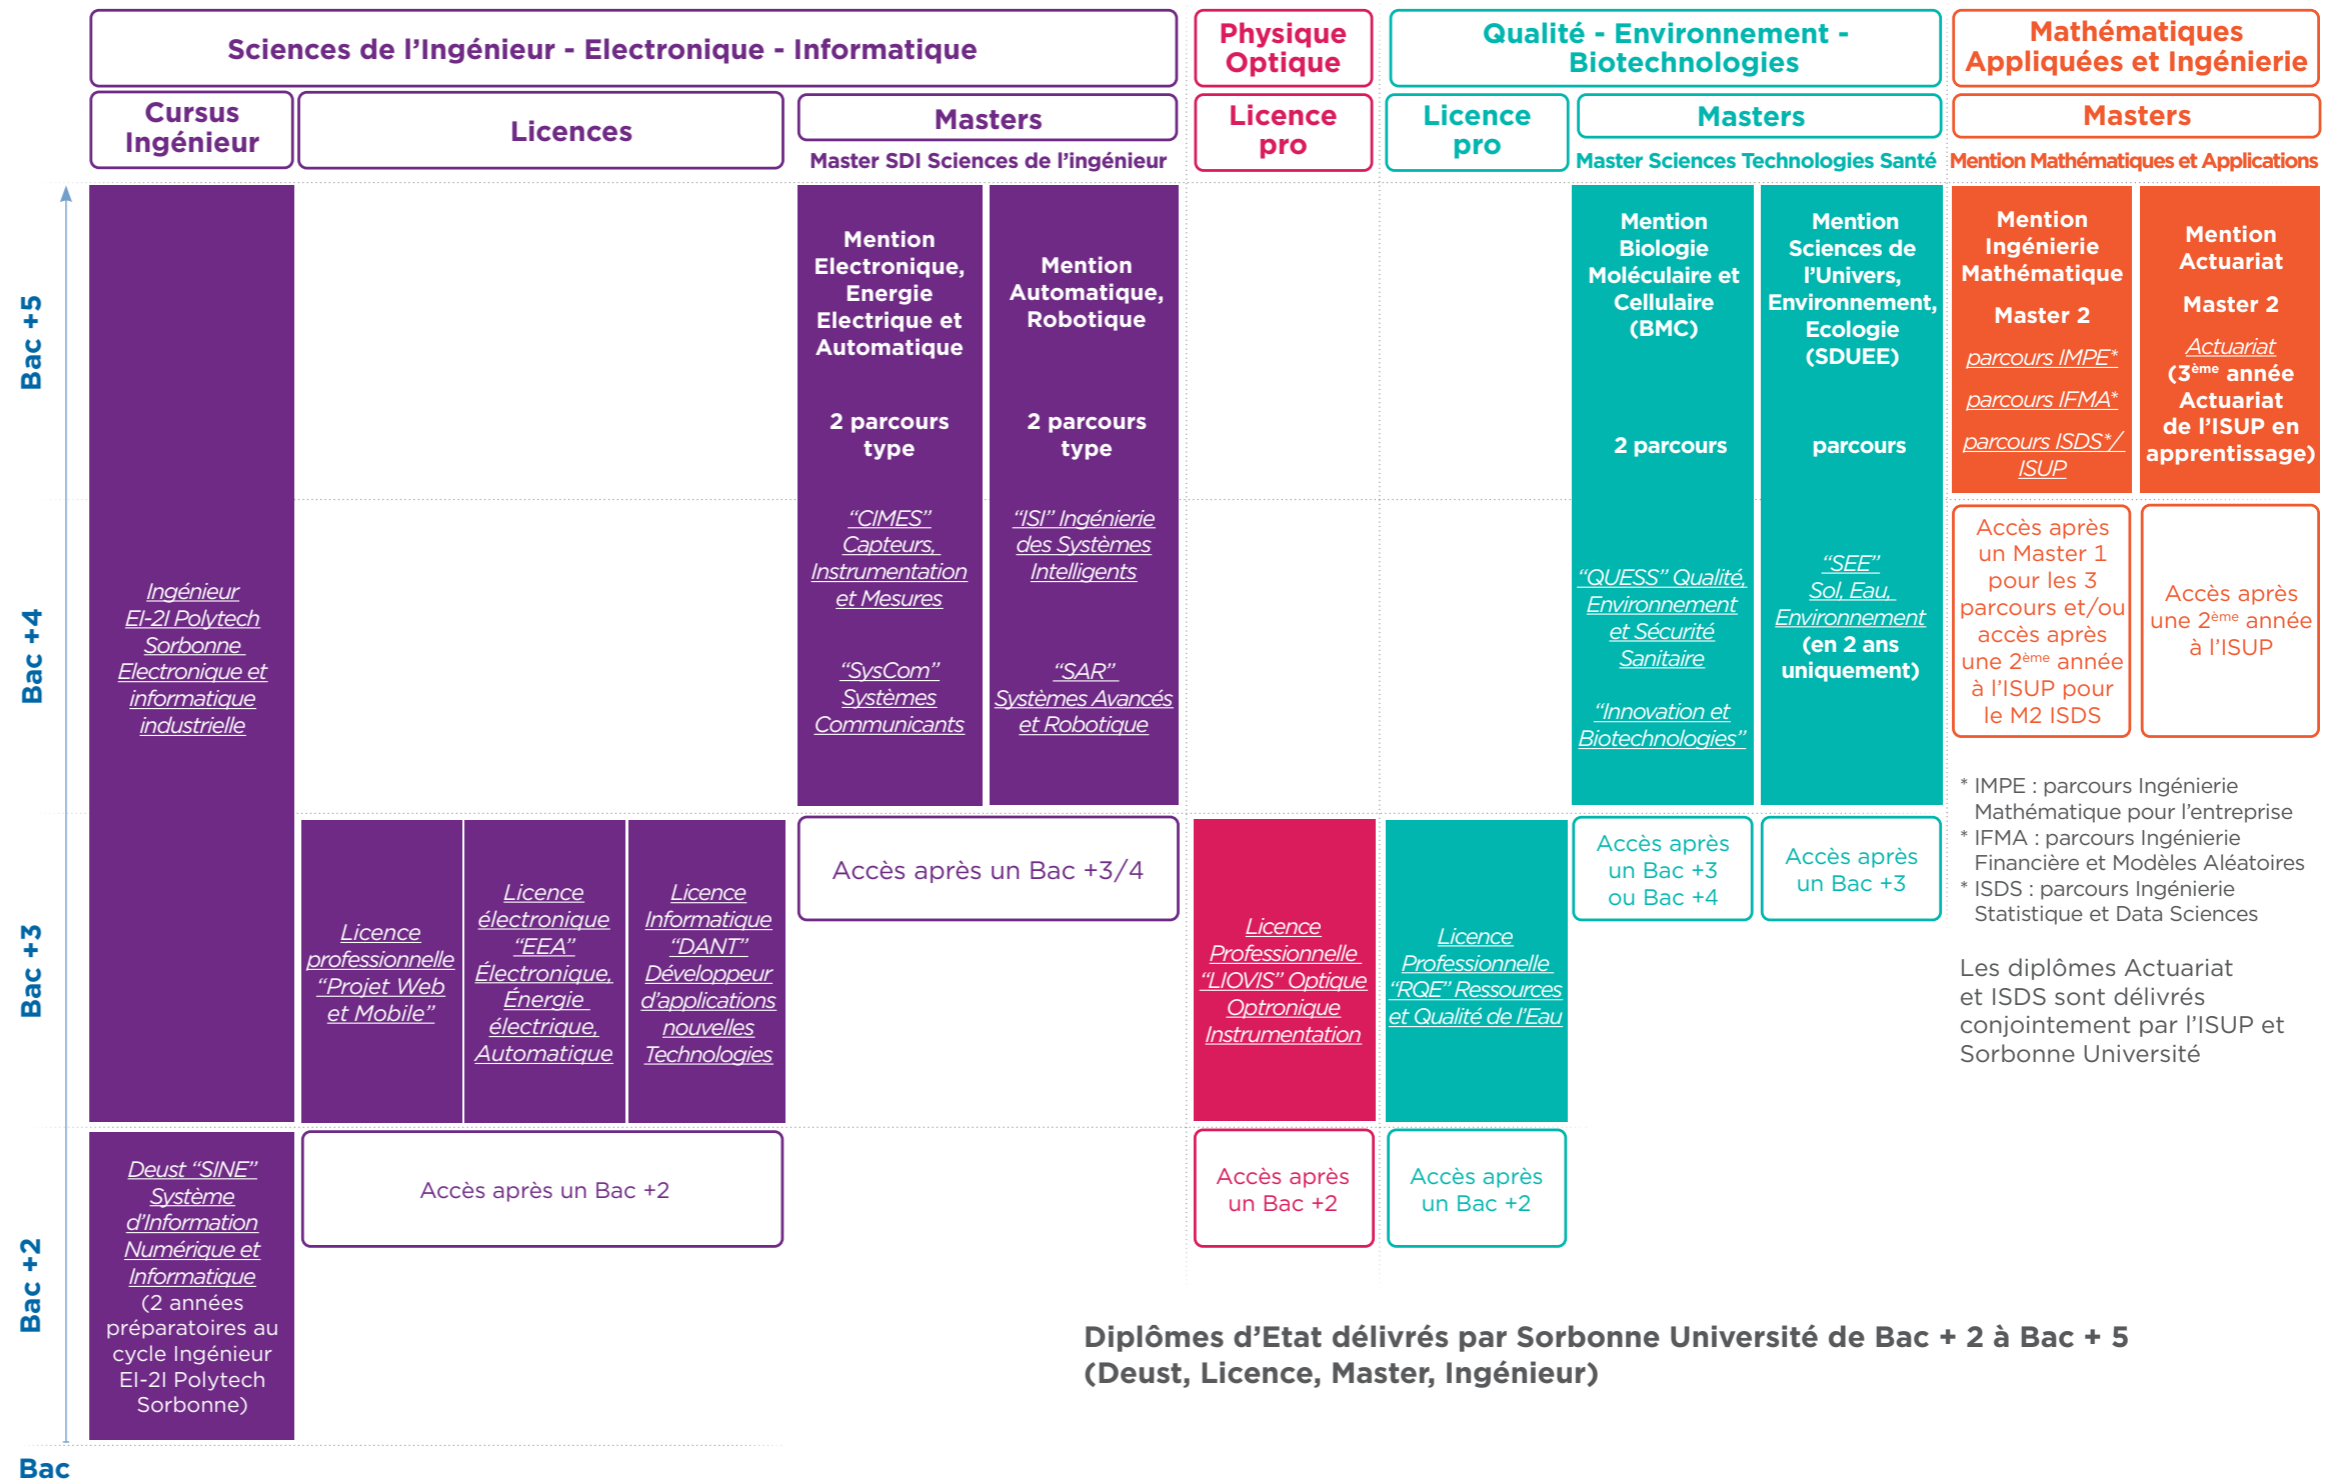 Sciences de l’Ingénieur - Electronique - Informatique
Physique
Optique
Qualité - Environnement -
Biotechnologies
Mathématiques
Appliquées et Ingénierie
Cursus
Ingénieur
Licences
Masters
Master SDI Sciences de l’ingénieur
Licence
pro
Licence
pro
Masters
Master Sciences Technologies Santé
Masters
Mention Mathématiques et Applications
Bac +5
Bac +4
Bac +3
Bac +2
Bac
Ingénieur
EI-2I Polytech
Sorbonne
Electronique et
informatique
industrielle
Deust “SINE”
Système
d’Information
Numérique et
Informatique
(2 années
préparatoires au
cycle Ingénieur
EI-2I Polytech
Sorbonne)
Licence
professionnelle
“Projet Web
et Mobile”
Licence
électronique
“EEA”
Électronique,
Énergie
électrique,
Automatique
Licence
Informatique
“DANT”
Développeur
d’applications
nouvelles
Technologies
Accès après un Bac +2
Mention
Electronique,
Energie
Electrique et
Automatique
2 parcours
type
“CIMES”
Capteurs,
Instrumentation
et Mesures
“SysCom”
Systèmes
Communicants
Mention
Automatique,
Robotique
2 parcours
type
“ISI” Ingénierie
des Systèmes
Intelligents
“SAR”
Systèmes Avancés
et Robotique
Accès après un Bac +3/4
Licence
Professionnelle
“LIOVIS” Optique
Optronique
Instrumentation
Accès après
un Bac +2
Licence
Professionnelle
“RQE” Ressources
et Qualité de l’Eau
Accès après
un Bac +2
Mention
Biologie
Moléculaire et
Cellulaire
(BMC)
2 parcours
“QUESS” Qualité,
Environnement
et Sécurité
Sanitaire
“Innovation et
Biotechnologies”
Accès après
un Bac +3
ou Bac +4
Mention
Sciences de
l’Univers,
Environnement,
Ecologie
(SDUEE)
parcours
“SEE”
Sol, Eau,
Environnement
(en 2 ans
uniquement)
Accès après
un Bac +3
Mention
Ingénierie
Mathématique
Master 2
parcours IMPE*
parcours IFMA*
parcours ISDS*/
ISUP
Accès après
un Master 1
pour les 3
parcours et/ou
accès après
une 2ème année
à l’ISUP pour
le M2 ISDS
Mention
Actuariat
Master 2
Actuariat
(3ème année
Actuariat
de l’ISUP en
apprentissage)
Accès après
une 2ème année
à l’ISUP
* IMPE : parcours Ingénierie
Mathématique pour l’entreprise
* IFMA : parcours Ingénierie
Financière et Modèles Aléatoires
* ISDS : parcours Ingénierie
Statistique et Data Sciences
Les diplômes Actuariat
et ISDS sont délivrés
conjointement par l’ISUP et
Sorbonne Université
Diplômes d’Etat délivrés par Sorbonne Université de Bac + 2 à Bac + 5
(Deust, Licence, Master, Ingénieur)